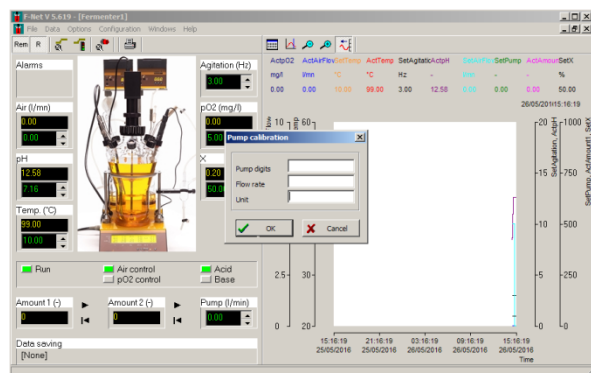 F-Net V 5.619 - [Fermenter1]
File Data Options Configuration Windows Help
Rem R
Alarms
Agitation (Hz)
3.00
Air (l/mn)
0.00
0.00
pO2 (mg/l)
0.00
5.00
pH
12.58
7.16
X
0.20
50.00
Temp. (°C)
99.00
10.00
Run
Air control
Acid
pO2 control
Base
Amount 1 (-)
Amount 2 (-)
Pump (l/min)
0
0
0.00
Data saving
[None]
ActpO2 ActAirFlow SetTemp ActTemp SetAgitatic ActpH SetAirFlow SetPump ActAmour SetX
mg/l l/mn °C °C Hz - l/mn - - %
0.00 0.00 10.00 99.00 3.00 12.58 0.00 0.00 0.00 50.00
26/05/2016 15:16:19
Pump calibration
Pump digits
Flow rate
Unit
OK Cancel
10 60
20 1000
15 750
10 500
2.5 30 5 250
0 20 0 0
SetAgitation, ActpH
SetPump, ActAmount1, SetX
15:16:19 21:16:19 03:16:19 09:16:19 15:16:19
25/05/2016 25/05/2016 26/05/2016 26/05/2016 26/05/2016
Time